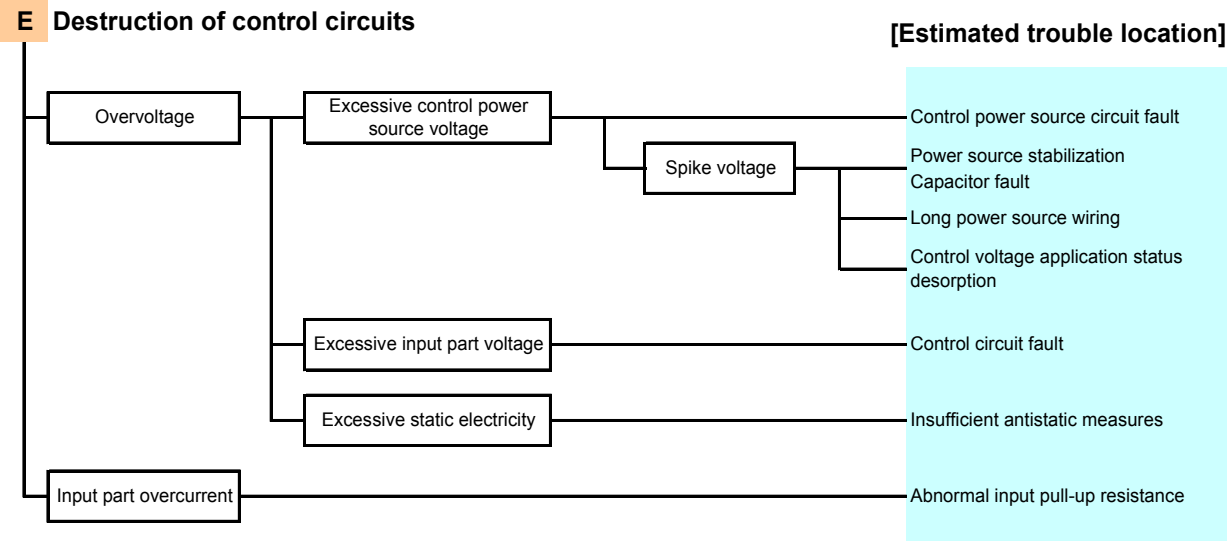 E Destruction of control circuits
[Estimated trouble location]
Overvoltage
Excessive control power
source voltage
Control power source circuit fault
Spike voltage
Power source stabilization
Capacitor fault
Long power source wiring
Control voltage application status
desorption
Excessive input part voltage
Control circuit fault
Excessive static electricity
Insufficient antistatic measures
Input part overcurrent
Abnormal input pull-up resistance